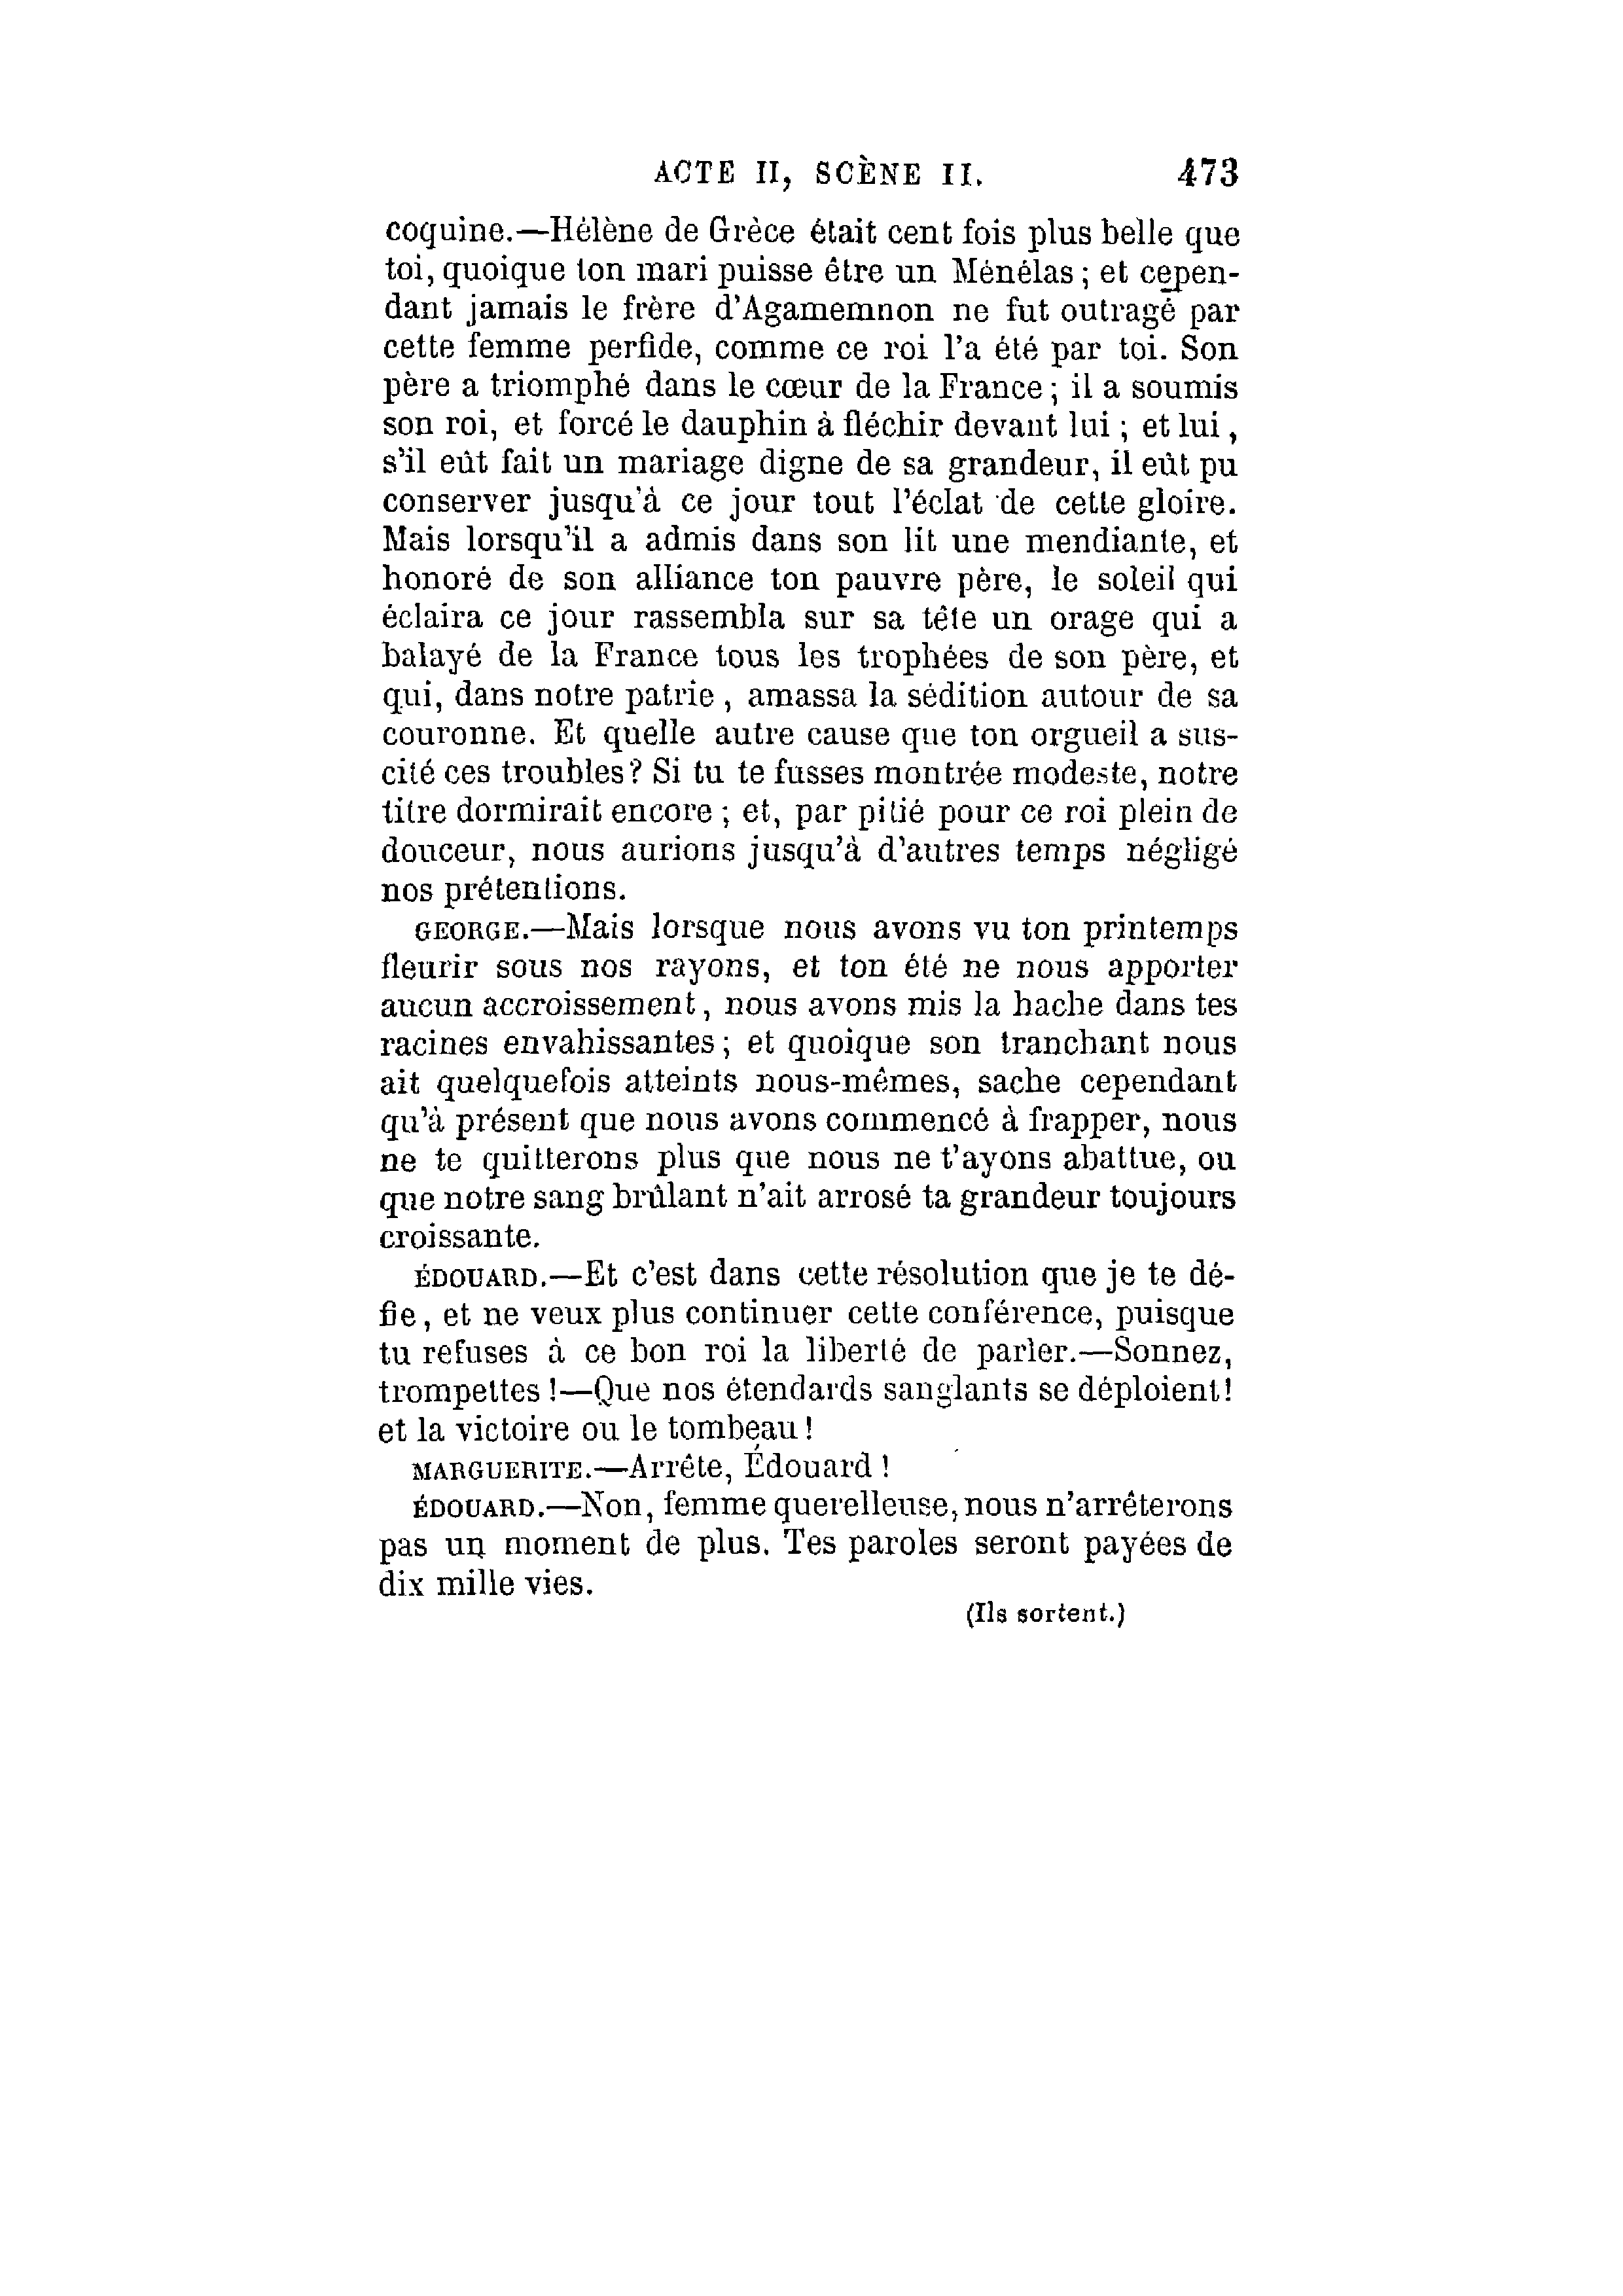 ACTE II, SCÈNE II. 473
coquine.—Hélène de Grèce était cent fois plus belle que
toi, quoique ton mari puisse être un Ménélas ; et cepen-
dant jamais le frère d'Agamemnon ne fut outragé par
cette femme perfide, comme ce roi l'a été par toi. Son
père a triomphé dans le cœur de la France ; il a soumis
son roi, et forcé le dauphin à fléchir devant lui ; et lui,
s'il eût fait un mariage digne de sa grandeur, il eût pu
conserver jusqu'à ce jour tout l'éclat de cette gloire.
Mais lorsqu'il a admis dans son lit une mendiante, et
honoré de son alliance ton pauvre père, le soleil qui
éclaira ce jour rassembla sur sa tête un orage qui a
balayé de la France tous les trophées de son père, et
qui, dans notre patrie, amassa la sédition autour de sa
couronne. Et quelle autre cause que ton orgueil a sus-
cité ces troubles? Si tu te fusses montrée modeste, notre
titre dormirait encore ; et, par pitié pour ce roi plein de
douceur, nous aurions jusqu'à d'autres temps négligé
nos prétentions.
GEORGE.—Mais lorsque nous avons vu ton printemps
fleurir sous nos rayons, et ton été ne nous apporter
aucun accroissement, nous avons mis la hache dans tes
racines envahissantes ; et quoique son tranchant nous
ait quelquefois atteints nous-mêmes, sache cependant
qu'à présent que nous avons commencé à frapper, nous
ne te quitterons plus que nous ne t'ayons abattue, ou
que notre sang brûlant n'ait arrosé ta grandeur toujours
croissante.
ÉDOUARD.—Et c'est dans cette résolution que je te dé-
fie, et ne veux plus continuer cette conférence, puisque
tu refuses à ce bon roi la liberté de parler.—Sonnez,
trompettes !—Que nos étendards sanglants se déploient!
et la victoire ou le tombeau !
MARGUERITE.—Arrête, Édouard !
ÉDOUARD.—Non, femme querelleuse, nous n'arrêterons
pas un moment de plus. Tes paroles seront payées de
dix mille vies.
(Ils sortent.)